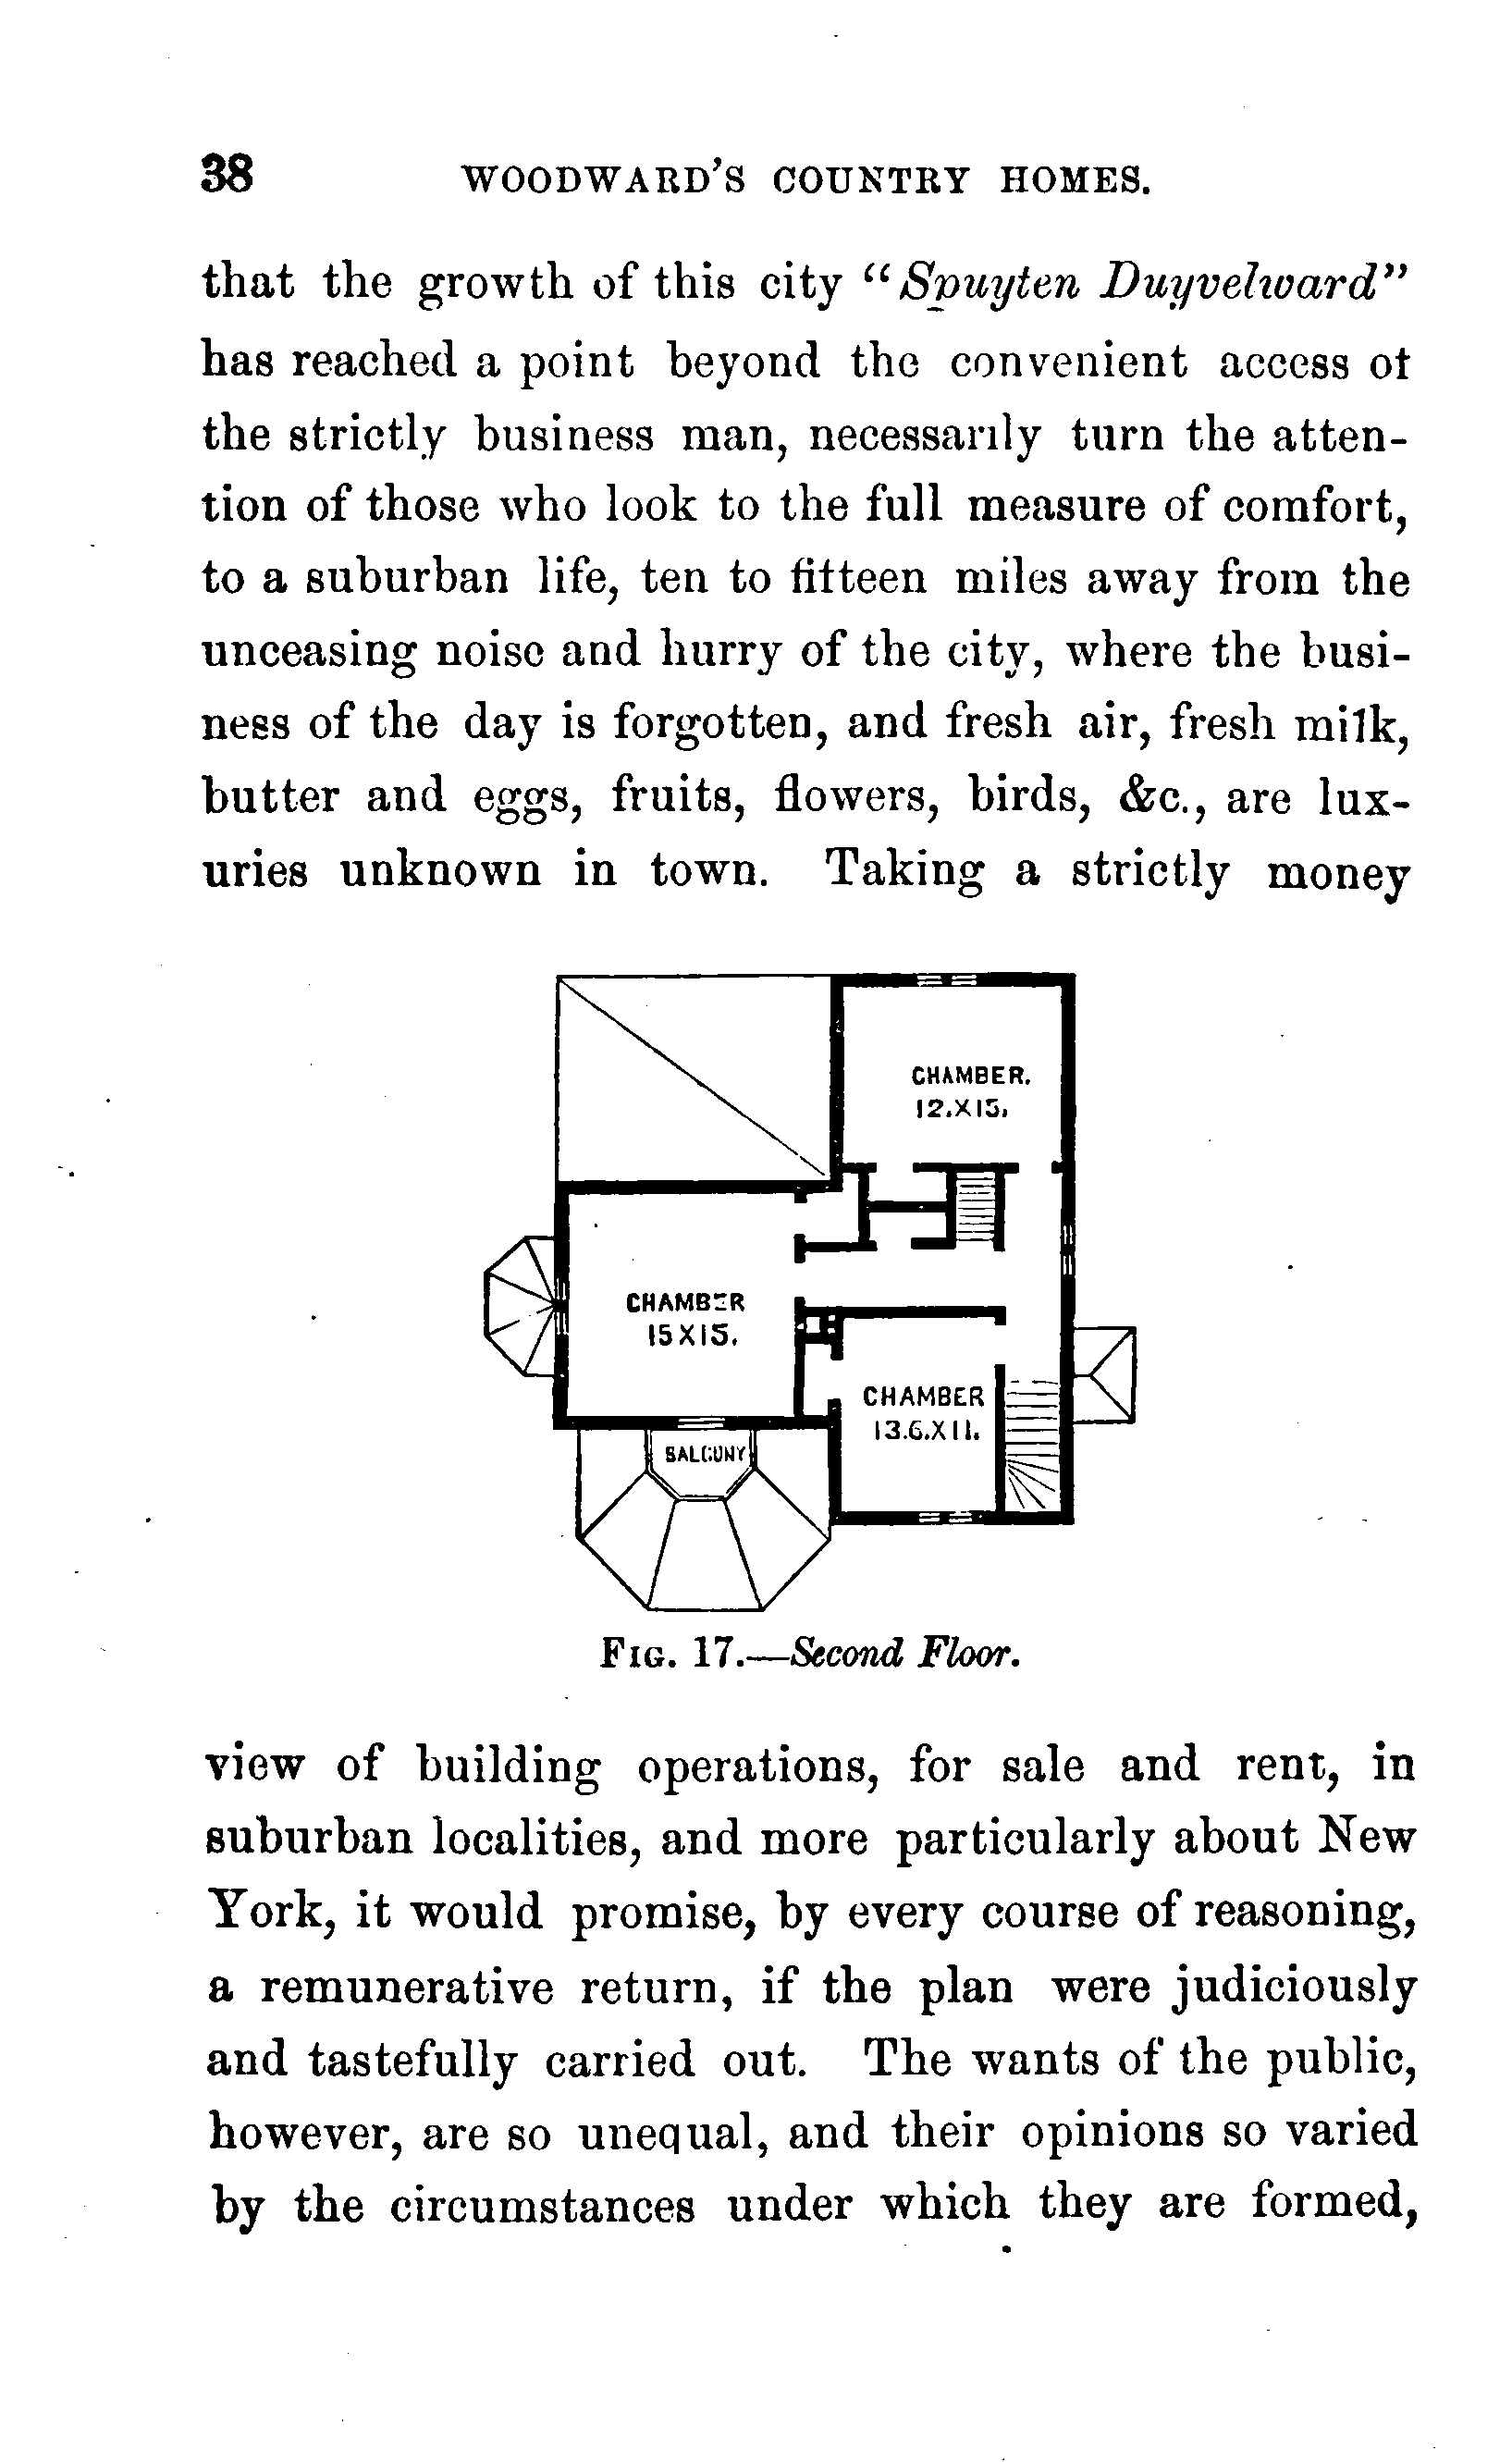 38 WOODWARD'S COUNTRY HOMES.
that the growth of this city "Spuyten Duyvelward"
has reached a point beyond the convenient access of
the strictly business man, necessarily turn the atten-
tion of those who look to the full measure of comfort,
to a suburban life, ten to fifteen miles away from the
unceasing noise and hurry of the city, where the busi-
ness of the day is forgotten, and fresh air, fresh milk,
butter and eggs, fruits, flowers, birds, &c., are lux-
uries unknown in town. Taking a strictly money
CHAMBER.
12.X15.
CHAMBER
15X15.
CHAMBER
13.6.X11.
BALCONY
FIG. 17.—Second Floor.
view of building operations, for sale and rent, in
suburban localities, and more particularly about New
York, it would promise, by every course of reasoning,
a remunerative return, if the plan were judiciously
and tastefully carried out. The wants of the public,
however, are so unequal, and their opinions so varied
by the circumstances under which they are formed,